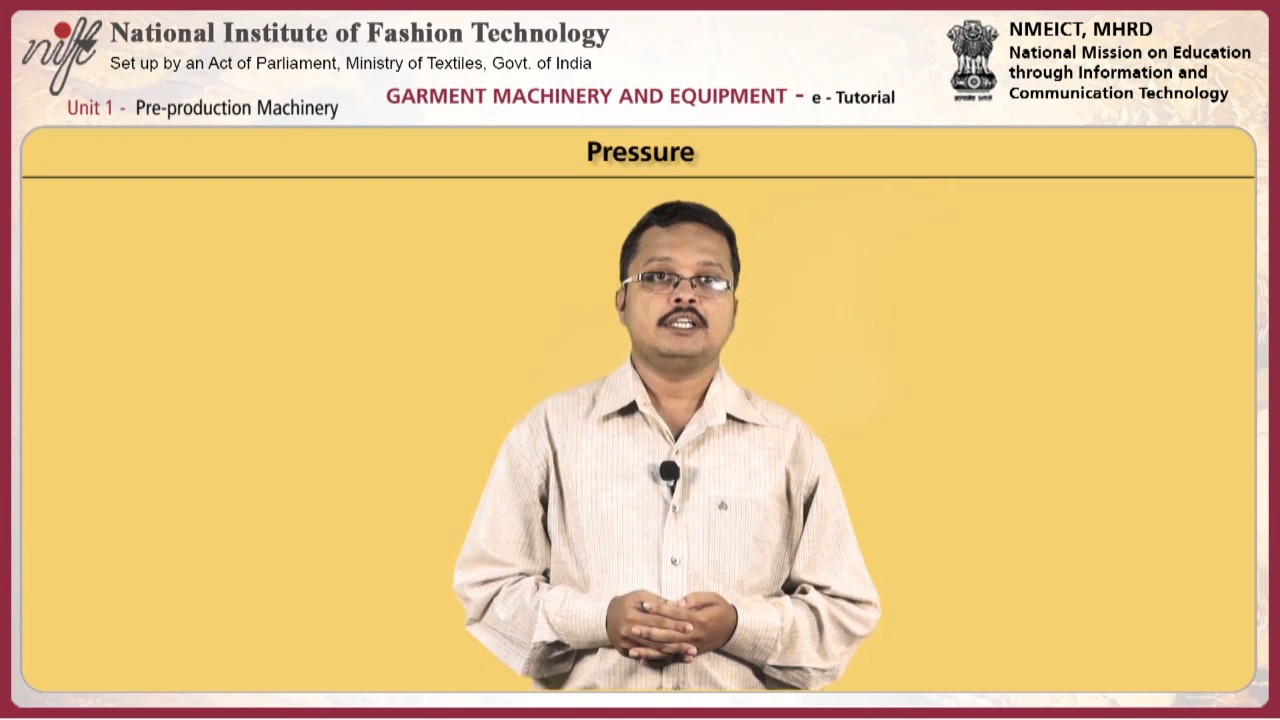 nift
National Institute of Fashion Technology
Set up by an Act of Parliament, Ministry of Textiles, Govt. of India
NMEICT, MHRD
National Mission on Education
through Information and
Communication Technology
Unit 1 - Pre-production Machinery
GARMENT MACHINERY AND EQUIPMENT - e - Tutorial
Pressure